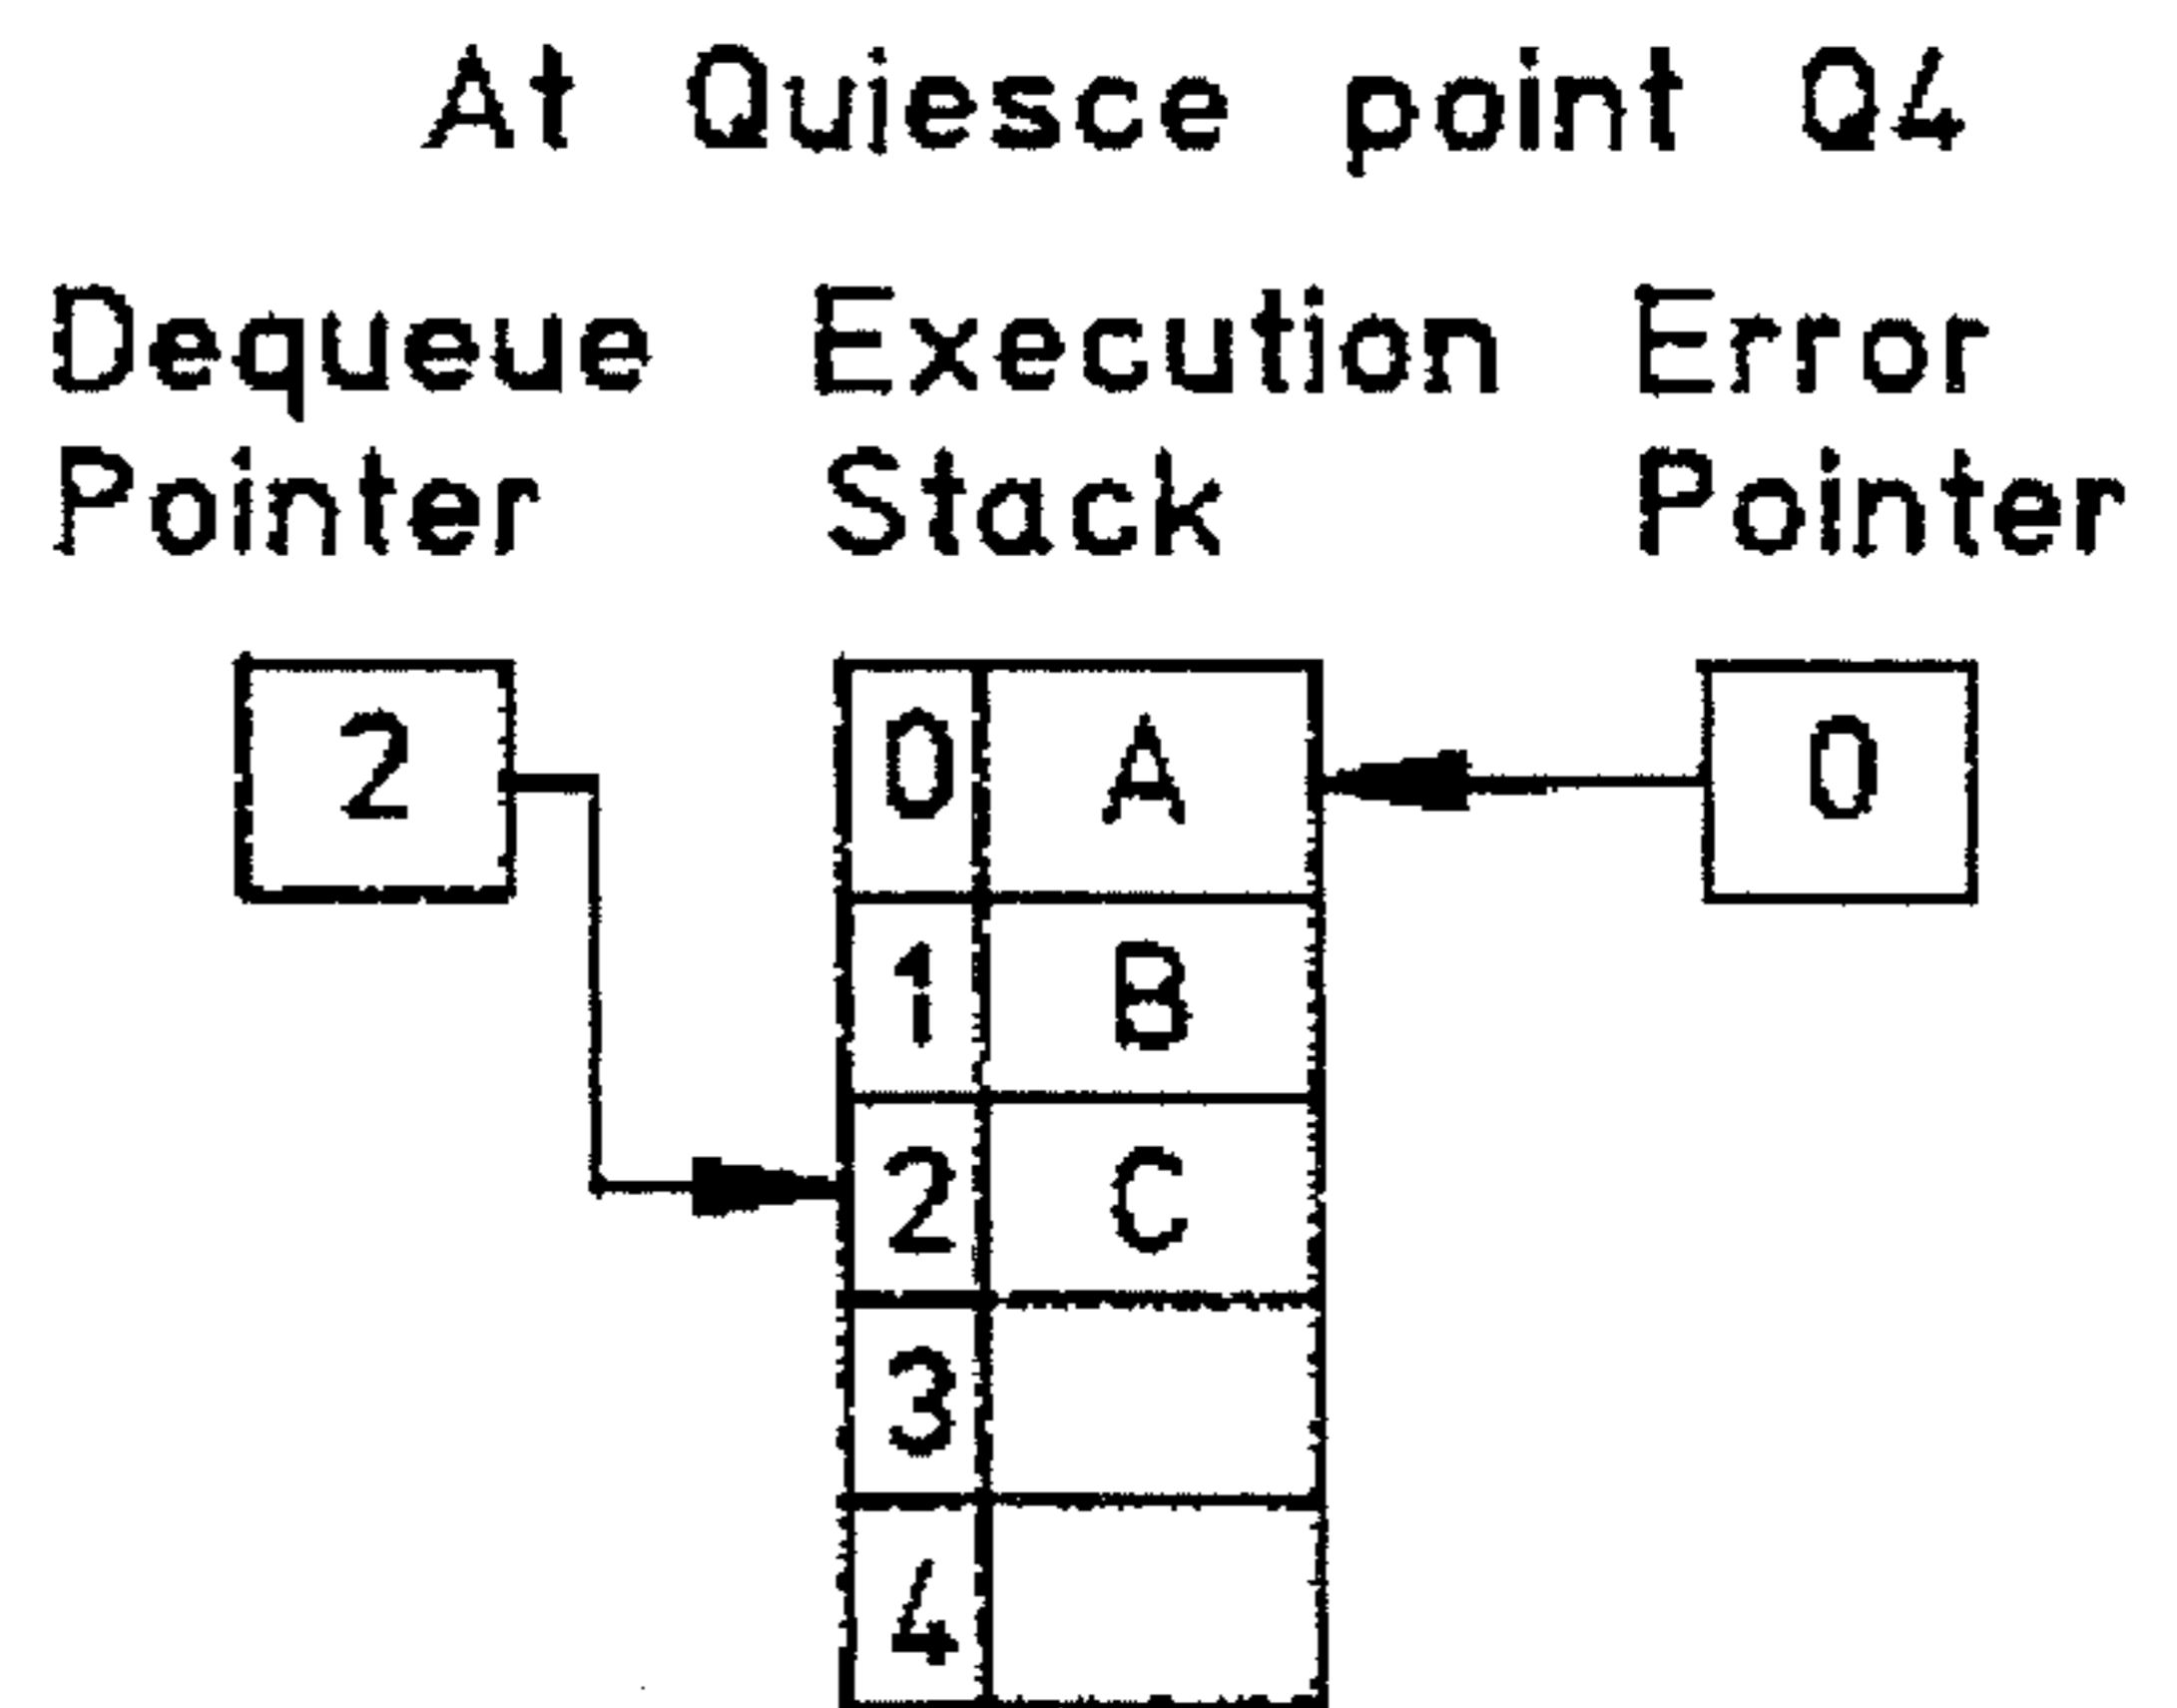 At Quiesce point Q4
Dequeue Execution Error
Pointer Stack Pointer
2 0 A 0
1 B
2 C
3
4